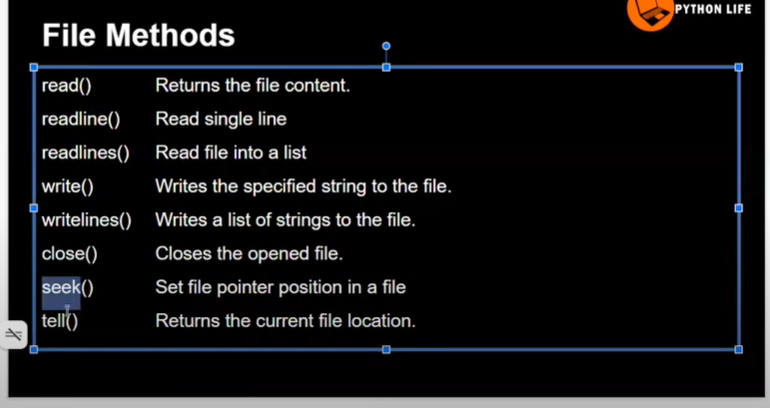 PYTHON LIFE
File Methods
read() Returns the file content.
readline() Read single line
readlines() Read file into a list
write() Writes the specified string to the file.
writelines() Writes a list of strings to the file.
close() Closes the opened file.
seek() Set file pointer position in a file
tell() Returns the current file location.